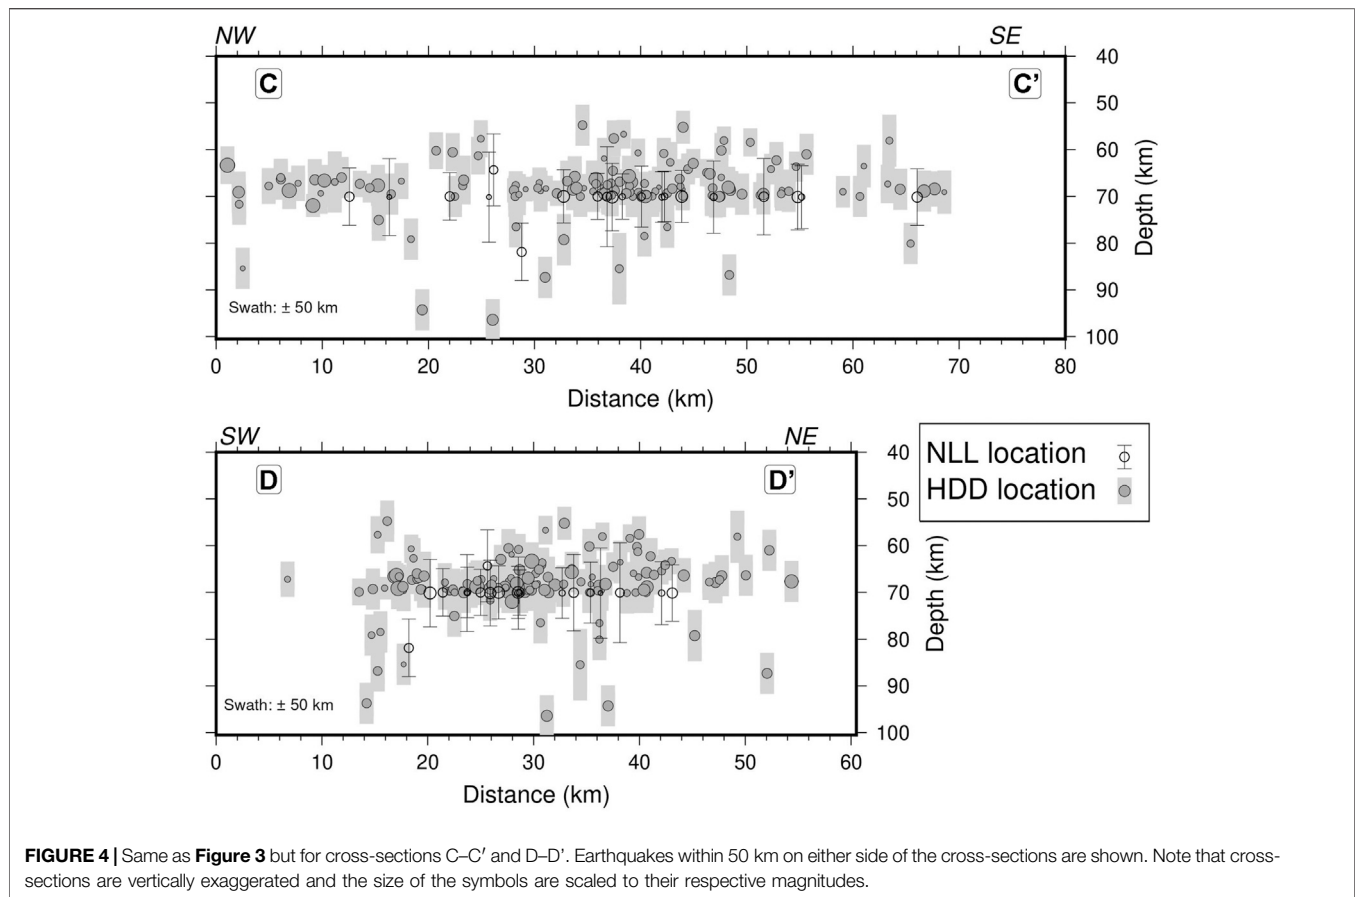 NW SE
C C’
40
50
60
70
80
90
100
Depth (km)
Swath: ± 50 km
0 10 20 30 40 50 60 70 80
Distance (km)
SW NE
D D’
40
50
60
70
80
90
100
Depth (km)
Swath: ± 50 km
0 10 20 30 40 50 60
Distance (km)
NLL location
HDD location
FIGURE 4 | Same as Figure 3 but for cross-sections C–C′ and D–D’. Earthquakes within 50 km on either side of the cross-sections are shown. Note that cross-
sections are vertically exaggerated and the size of the symbols are scaled to their respective magnitudes.